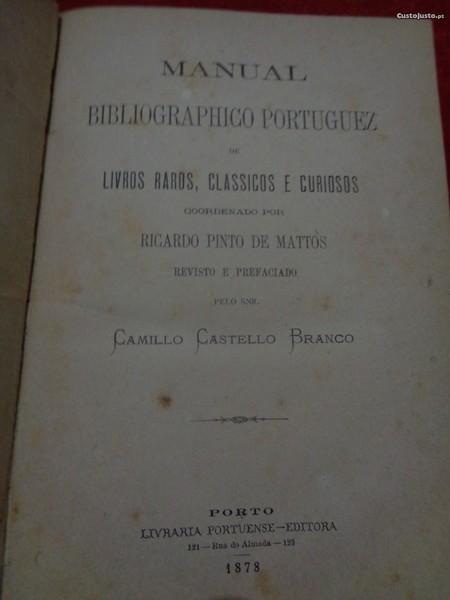 CustoJusto.pt
MANUAL
BIBLIOGRAPHICO PORTUGUEZ
DE
LIVROS RAROS, CLASSICOS E CURIOSOS
COORDENADO POR
RICARDO PINTO DE MATTOS
REVISTO E PREFACIADO
PELO SNR.
CAMILLO CASTELLO BRANCO
PORTO
LIVRARIA PORTUENSE—EDITORA
121—Rua do Almada—123
1878